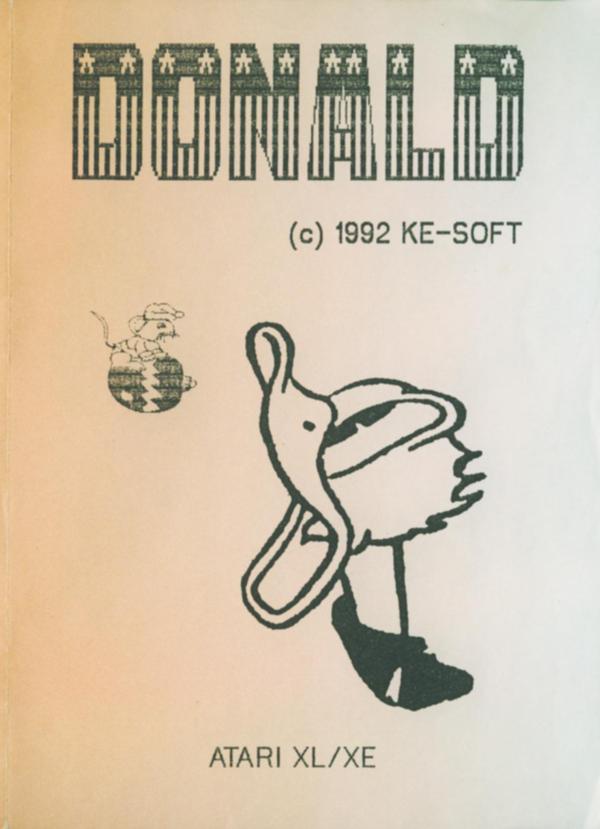 DONALD
(c) 1992 KE-SOFT
ATARI XL/XE